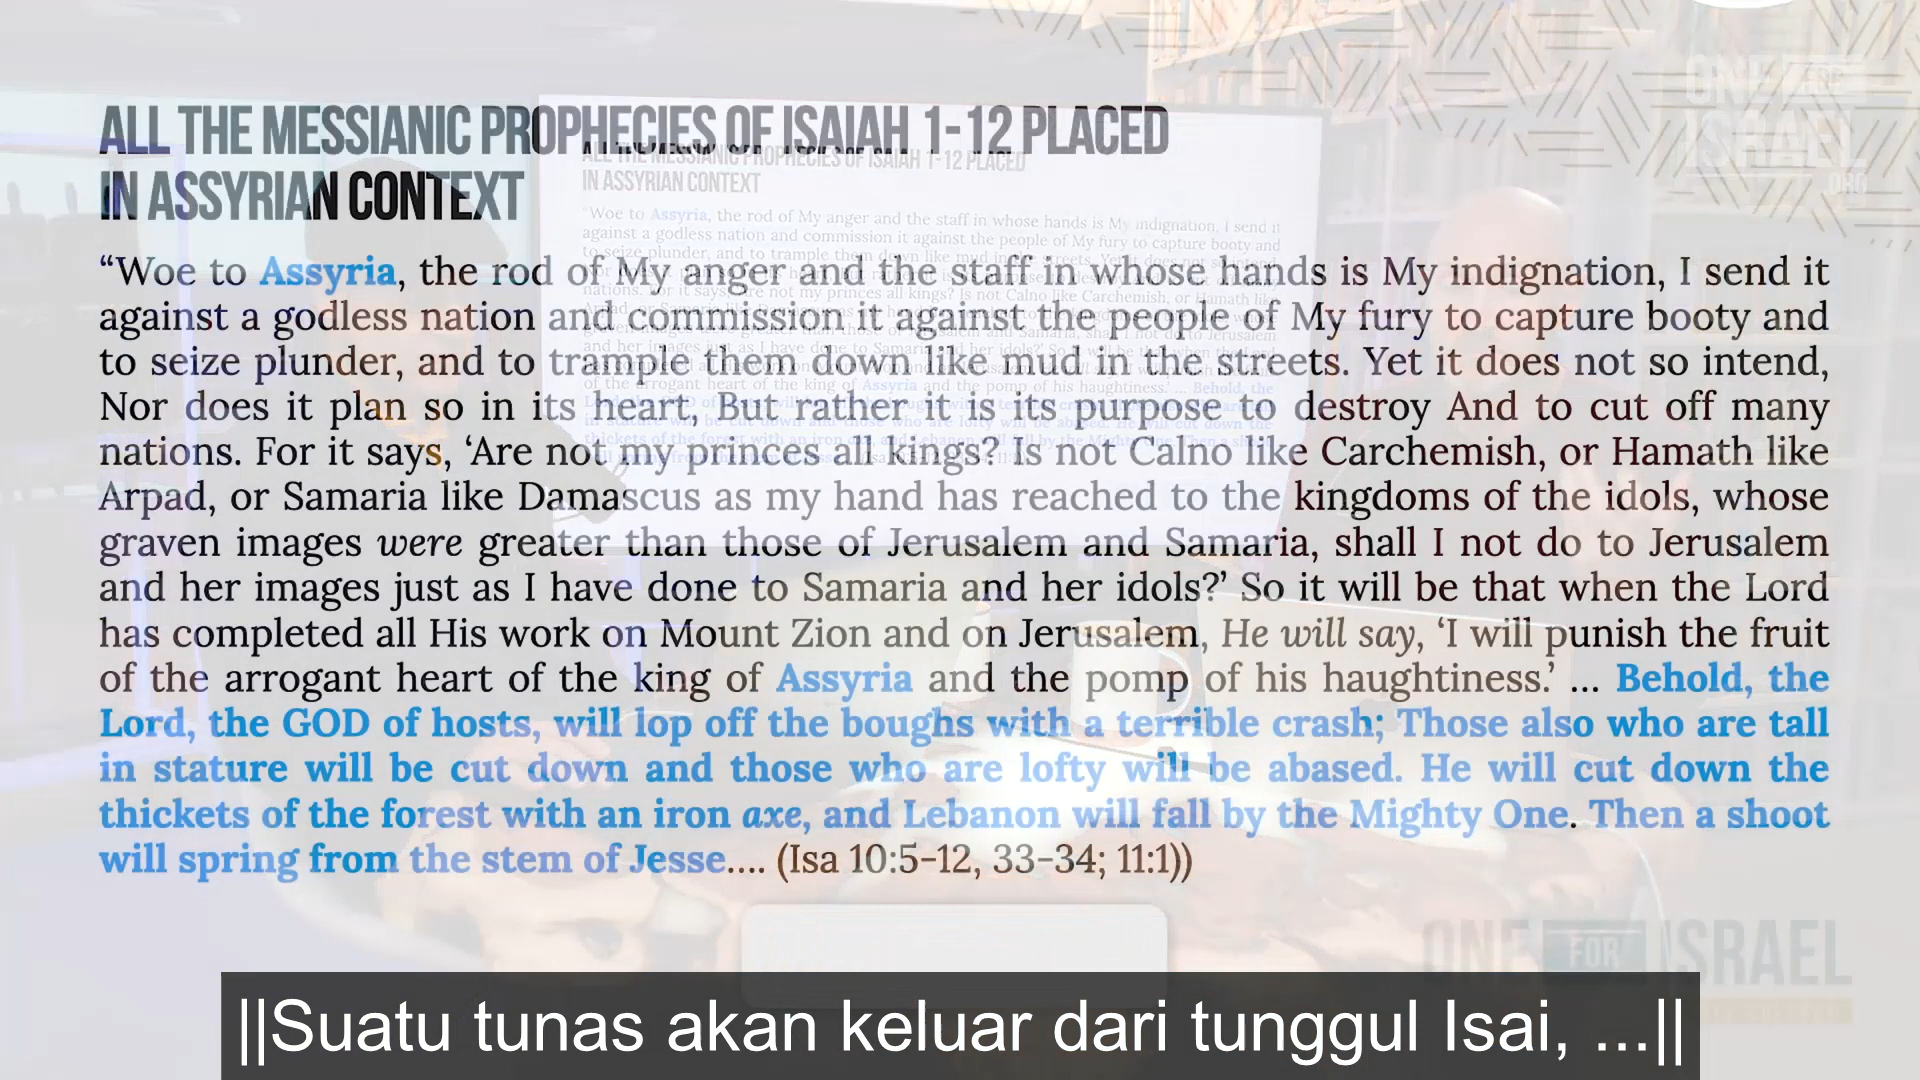 ALL THE MESSIANIC PROPHECIES OF ISAIAH 1-12 PLACED
IN ASSYRIAN CONTEXT
“Woe to Assyria, the rod of My anger and the staff in whose hands is My indignation, I send it
against a godless nation and commission it against the people of My fury to capture booty and
to seize plunder, and to trample them down like mud in the streets. Yet it does not so intend,
Nor does it plan so in its heart, But rather it is its purpose to destroy And to cut off many
nations. For it says, ‘Are not my princes all kings? Is not Calno like Carchemish, or Hamath like
Arpad, or Samaria like Damascus as my hand has reached to the kingdoms of the idols, whose
graven images were greater than those of Jerusalem and Samaria, shall I not do to Jerusalem
and her images just as I have done to Samaria and her idols?’ So it will be that when the Lord
has completed all His work on Mount Zion and on Jerusalem, He will say, ‘I will punish the fruit
of the arrogant heart of the king of Assyria and the pomp of his haughtiness.’ ... Behold, the
Lord, the GOD of hosts, will lop off the boughs with a terrible crash; Those also who are tall
in stature will be cut down and those who are lofty will be abased. He will cut down the
thickets of the forest with an iron axe, and Lebanon will fall by the Mighty One. Then a shoot
will spring from the stem of Jesse.... (Isa 10:5-12, 33-34; 11:1))
ONE FOR ISRAEL
||Suatu tunas akan keluar dari tunggul Isai, ...||